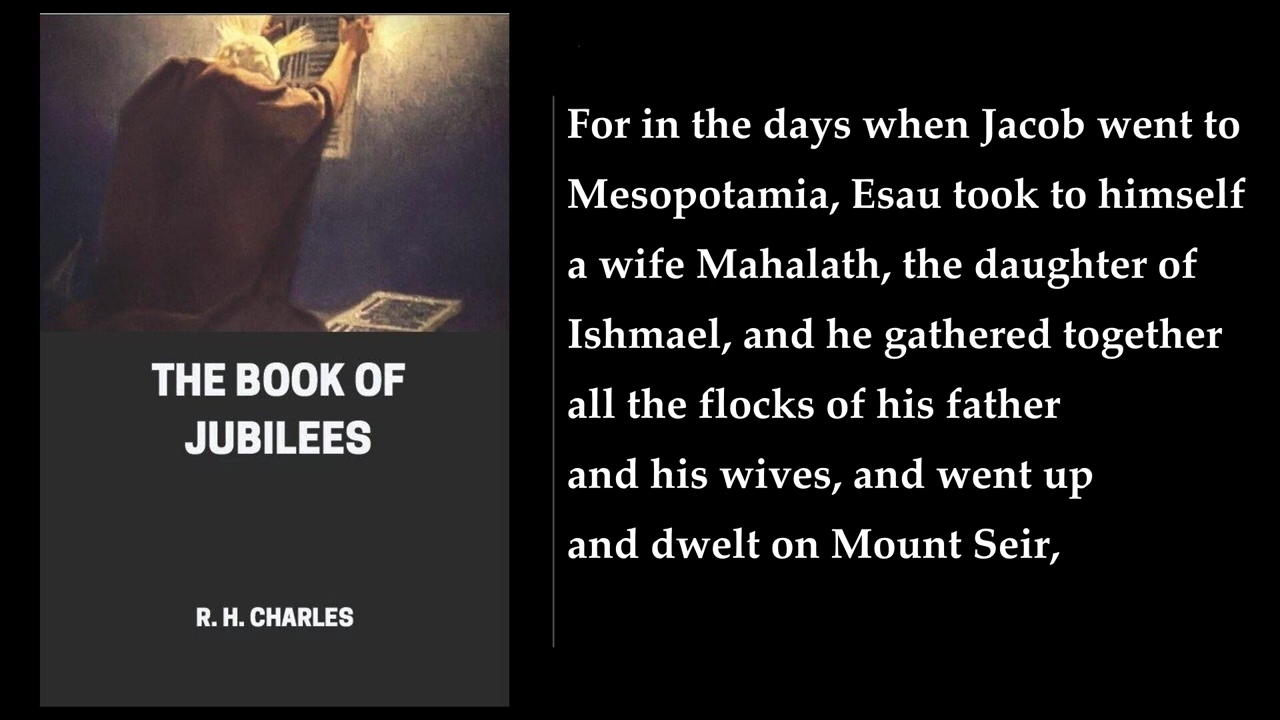 THE BOOK OF
JUBILEES
R. H. CHARLES
For in the days when Jacob went to
Mesopotamia, Esau took to himself
a wife Mahalath, the daughter of
Ishmael, and he gathered together
all the flocks of his father
and his wives, and went up
and dwelt on Mount Seir,